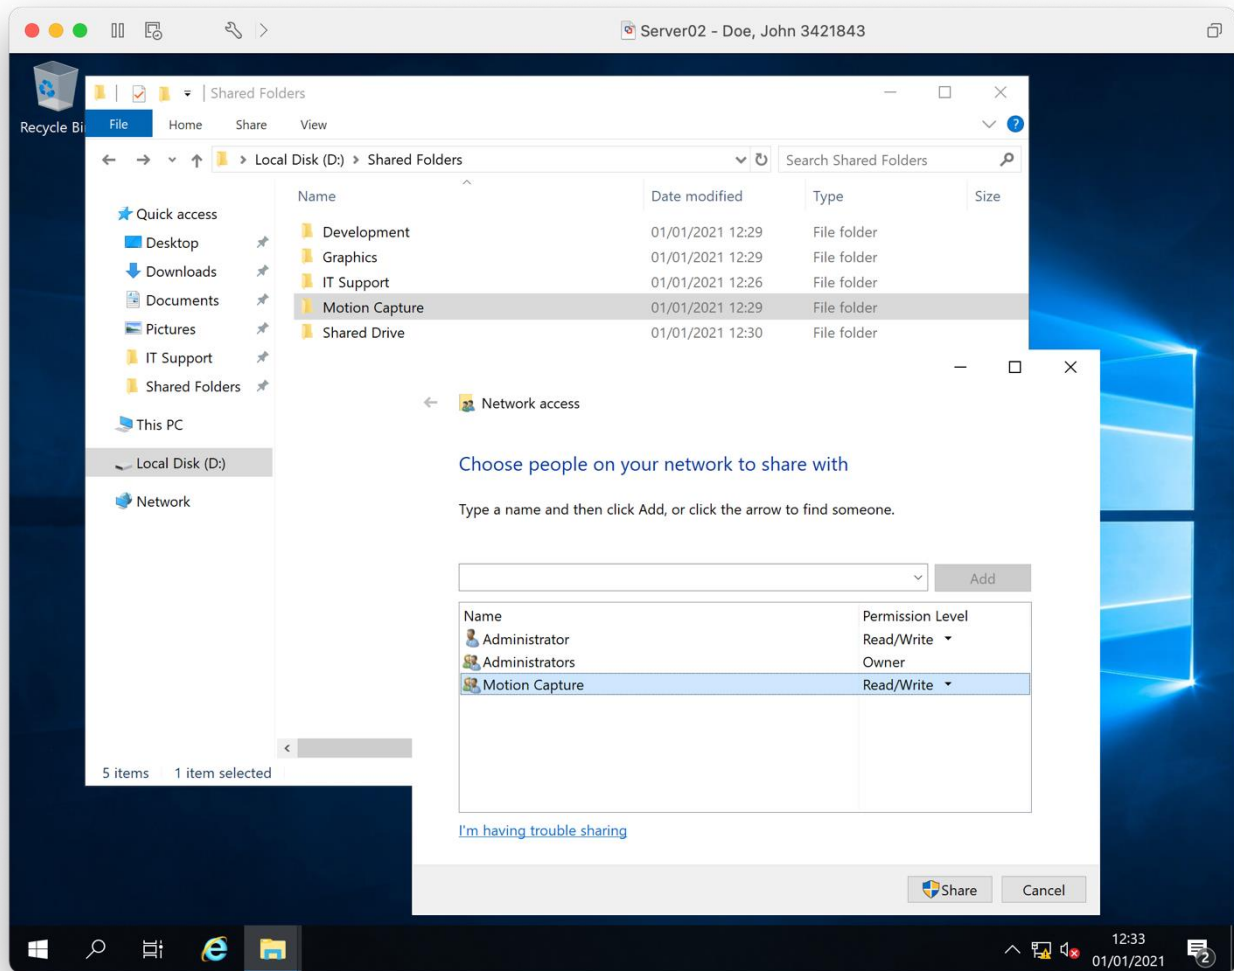 Server02 - Doe, John 3421843
Recycle Bi
Shared Folders
File Home Share View
Local Disk (D:) > Shared Folders
Search Shared Folders
Name Date modified Type Size
Quick access
Desktop
Downloads
Documents
Pictures
IT Support
Shared Folders
This PC
Local Disk (D:)
Network
Development 01/01/2021 12:29 File folder
Graphics 01/01/2021 12:29 File folder
IT Support 01/01/2021 12:26 File folder
Motion Capture 01/01/2021 12:29 File folder
Shared Drive 01/01/2021 12:30 File folder
5 items 1 item selected
Network access
Choose people on your network to share with
Type a name and then click Add, or click the arrow to find someone.
Add
Name Permission Level
Administrator Read/Write
Administrators Owner
Motion Capture Read/Write
I'm having trouble sharing
Share Cancel
12:33
01/01/2021
2